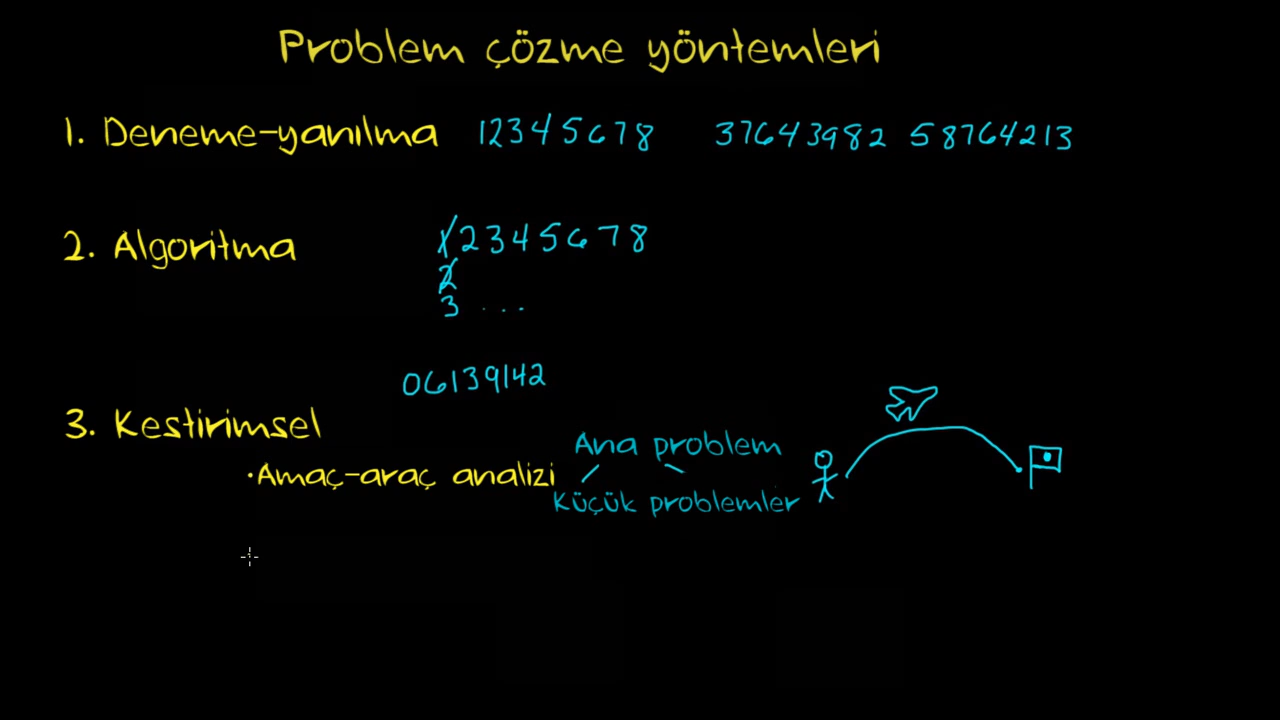 Problem çözme yöntemleri
1. Deneme-yanılma 12345678 37643982 58764213
2. Algoritma 12345678
2
3 ...
06139142
3. Kestirimsel
Ana problem
•Amaç-araç analizi
Küçük problemler